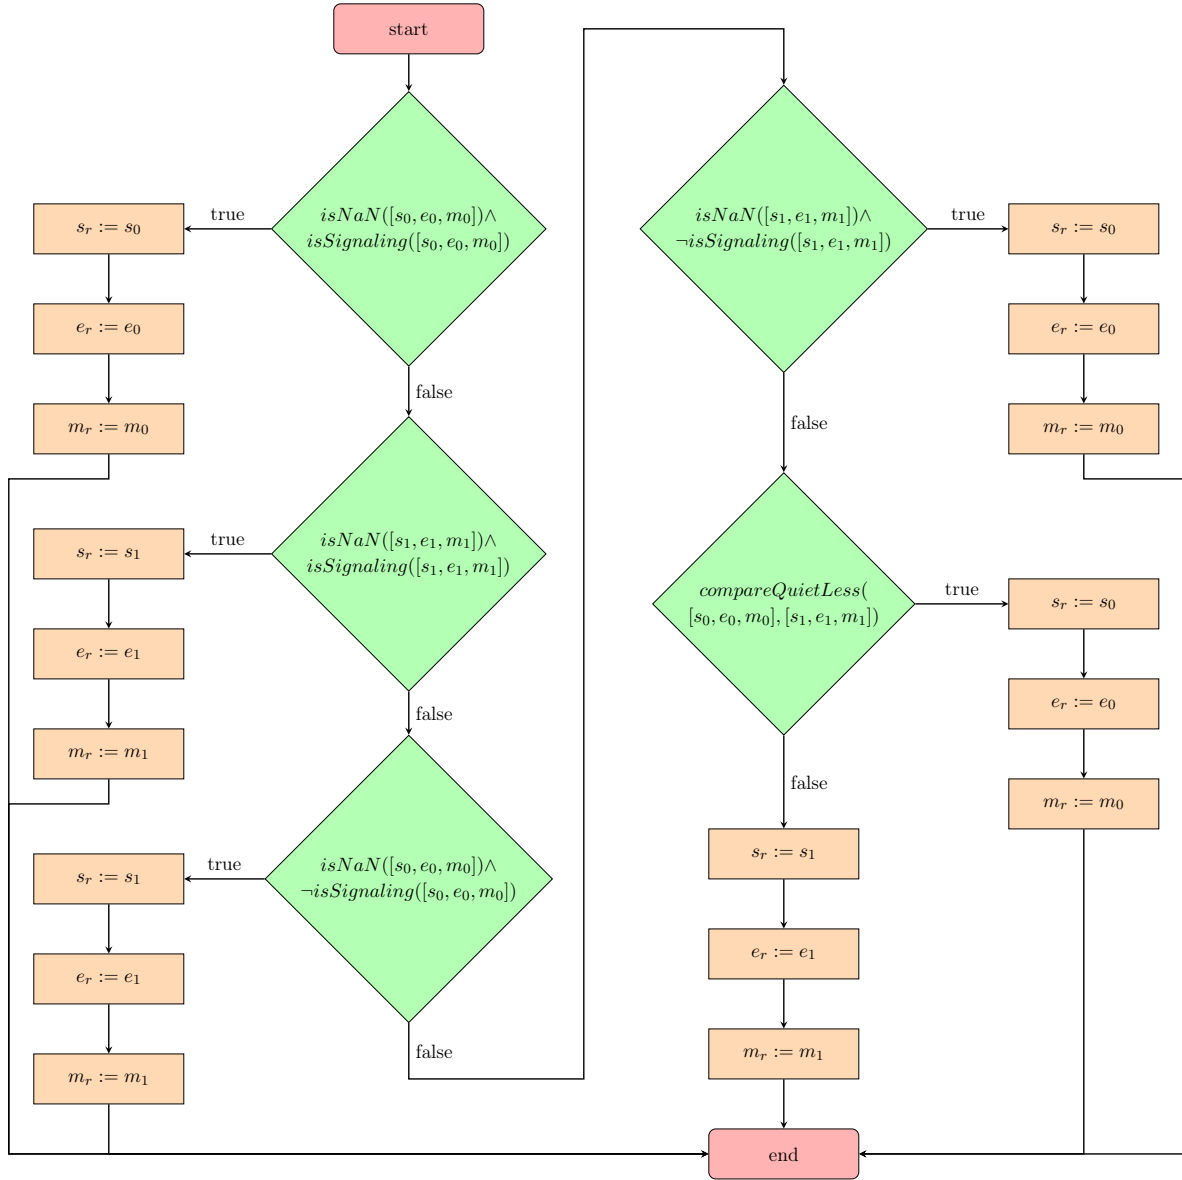 start
isNaN([s₀, e₀, m₀])∧
isSignaling([s₀, e₀, m₀])
true
sᵣ := s₀
eᵣ := e₀
mᵣ := m₀
false
isNaN([s₁, e₁, m₁])∧
isSignaling([s₁, e₁, m₁])
true
sᵣ := s₁
eᵣ := e₁
mᵣ := m₁
false
isNaN([s₀, e₀, m₀])∧
¬isSignaling([s₀, e₀, m₀])
true
sᵣ := s₁
eᵣ := e₁
mᵣ := m₁
false
isNaN([s₁, e₁, m₁])∧
¬isSignaling([s₁, e₁, m₁])
true
sᵣ := s₀
eᵣ := e₀
mᵣ := m₀
false
compareQuietLess(
[s₀, e₀, m₀], [s₁, e₁, m₁])
true
sᵣ := s₀
eᵣ := e₀
mᵣ := m₀
false
sᵣ := s₁
eᵣ := e₁
mᵣ := m₁
end